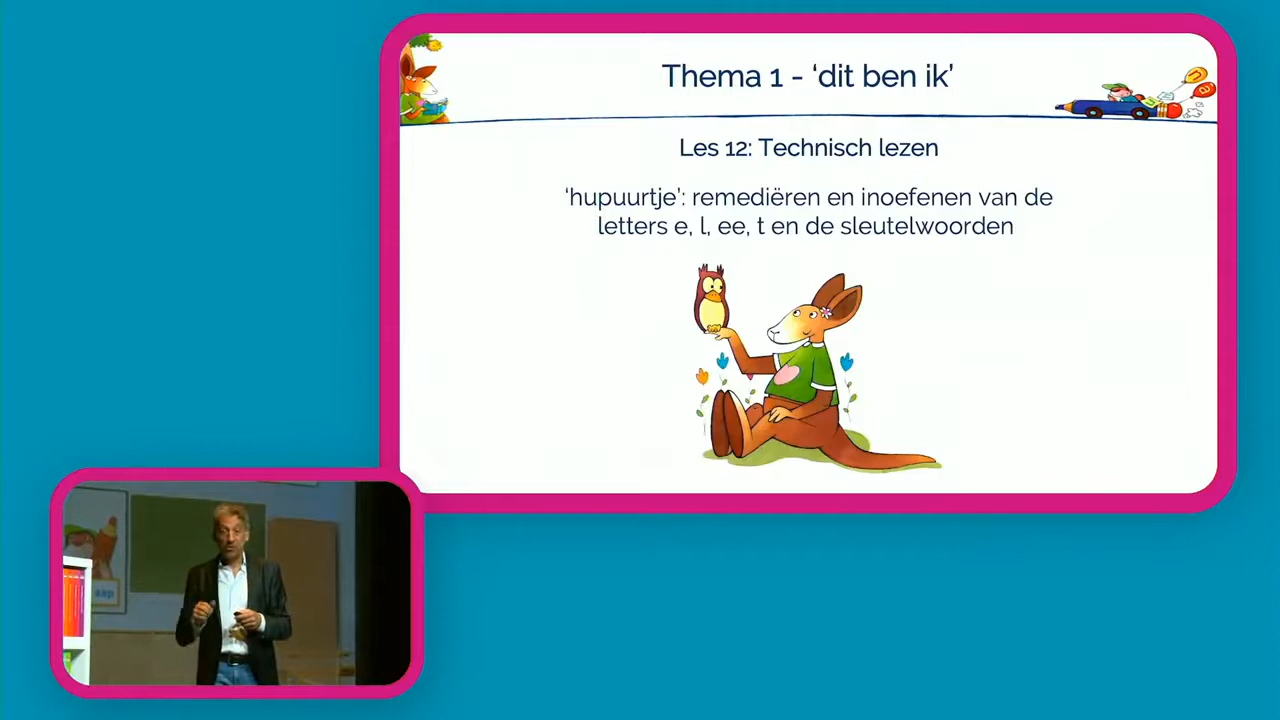 Thema 1 - ‘dit ben ik’
Les 12: Technisch lezen
‘hupuurtje’: remediëren en inoefenen van de
letters e, l, ee, t en de sleutelwoorden
aap